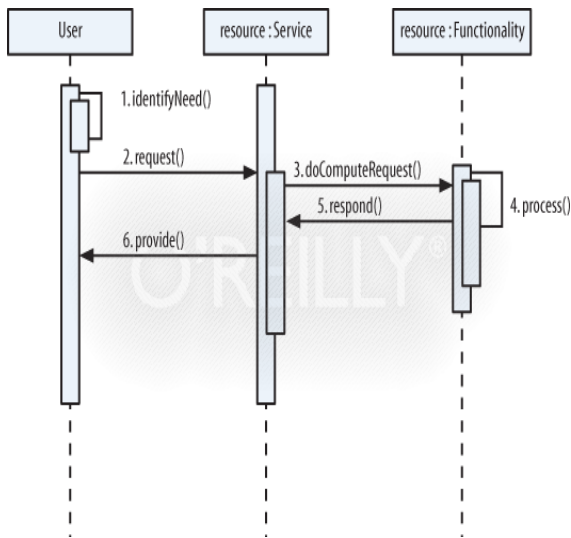 User
resource : Service
resource : Functionality
1. identifyNeed()
2. request()
3. doComputeRequest()
4. process()
5. respond()
6. provide()
O'REILLY®